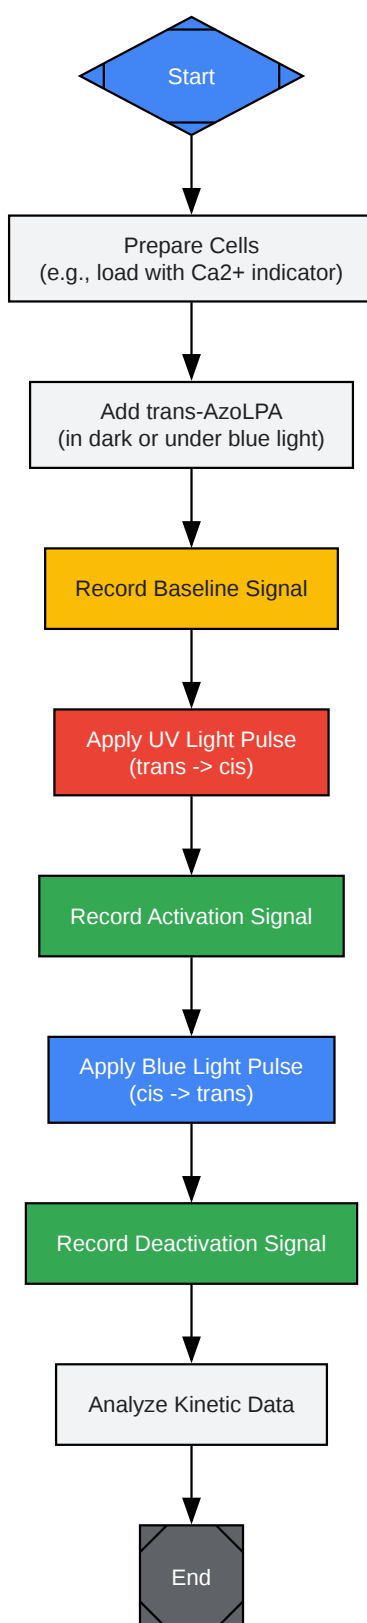 Start
Prepare Cells
(e.g., load with Ca2+ indicator)
Add trans-AzoLPA
(in dark or under blue light)
Record Baseline Signal
Apply UV Light Pulse
(trans -> cis)
Record Activation Signal
Apply Blue Light Pulse
(cis -> trans)
Record Deactivation Signal
Analyze Kinetic Data
End